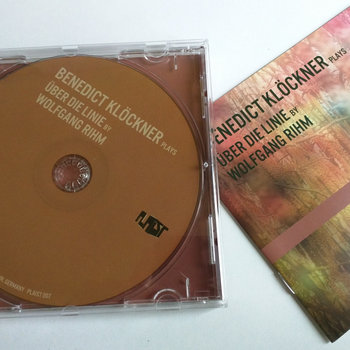 BENEDICT KLÖCKNER
PLAYS
ÜBER DIE LINIE BY
WOLFGANG RIHM
BENEDICT KLÖCKNER
PLAYS
ÜBER DIE LINIE BY
WOLFGANG RIHM